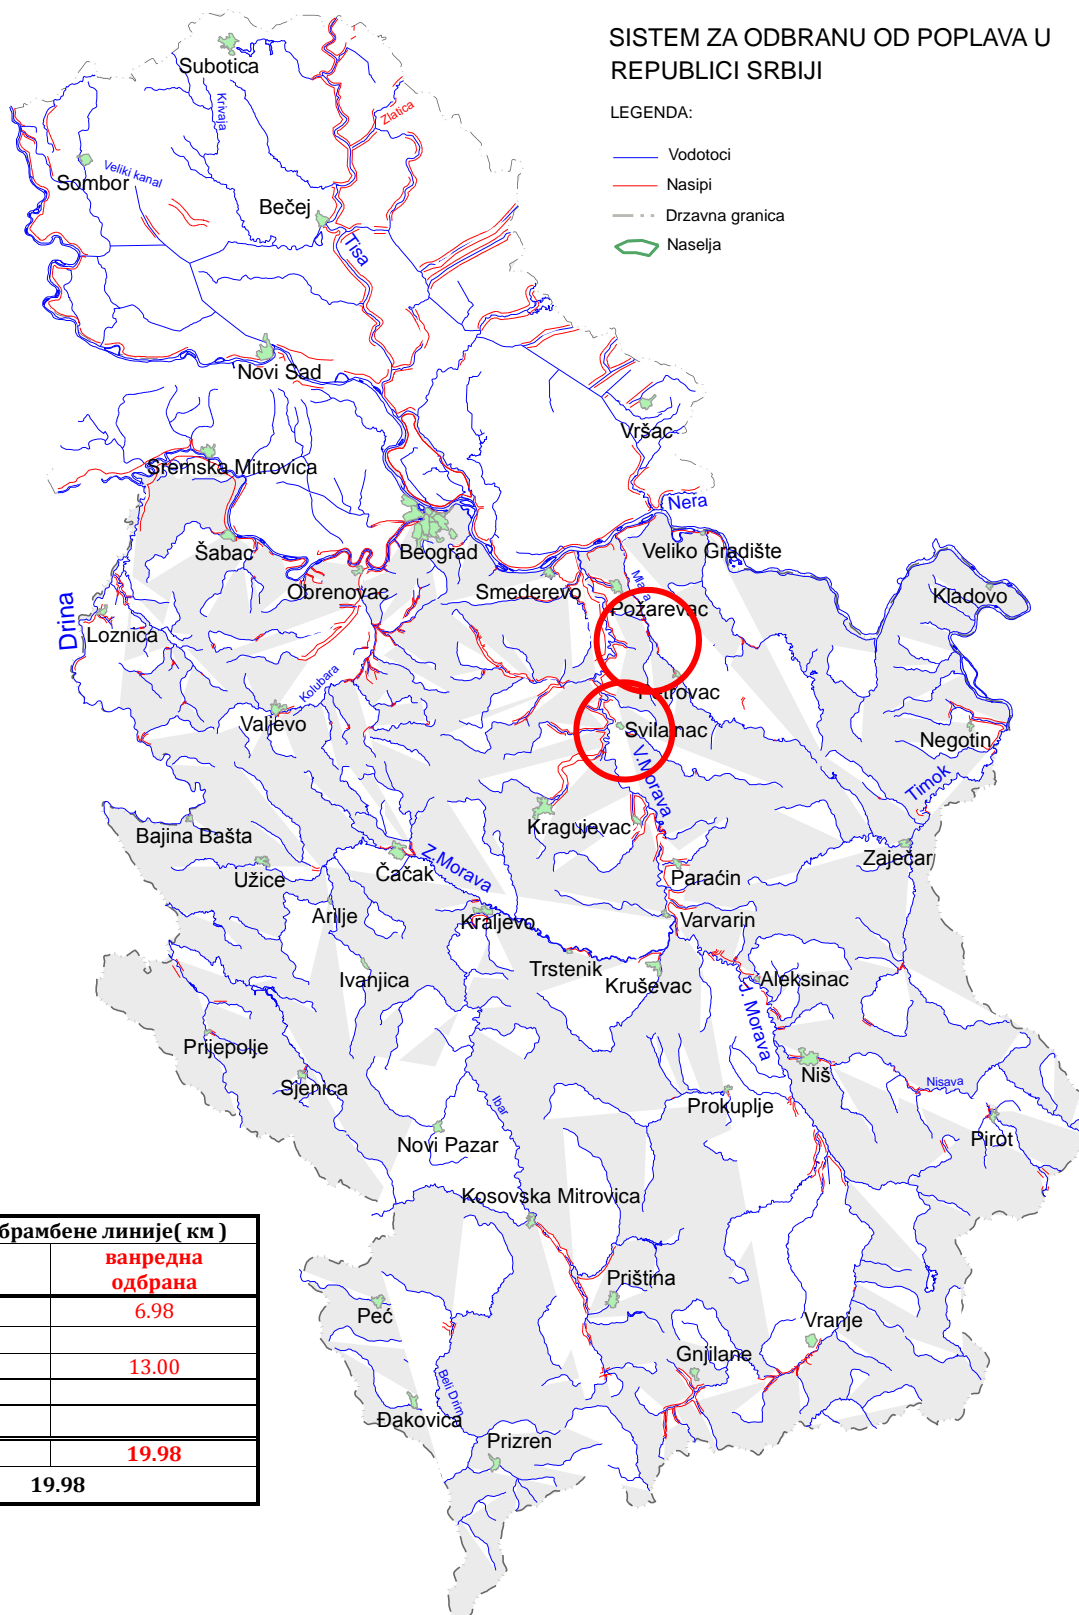 SISTEM ZA ODBRANU OD POPLAVA U
REPUBLICI SRBIJI
LEGENDA:
Vodotoci
Nasipi
Drzavna granica
Naselja
Subotica
Krivaja
Zlatica
Sombor
Veliki kanal
Bečej
Tisa
Novi Sad
Vršac
Sremska Mitrovica
Nera
Šabac
Beograd
Veliko Gradište
Obrenovac
Smederevo
Kladovo
Požarevac
Drina
Loznica
Kolubara
Petrovac
Valjevo
Svilajnac
Negotin
V.Morava
Timok
Bajina Bašta
Kragujevac
Zaječar
Užice
Čačak
Z.Morava
Paraćin
Arilje
Kraljevo
Varvarin
Ivanjica
Trstenik
Kruševac
Aleksinac
J. Morava
Prijepolje
Sjenica
Niš
Nisava
Ibar
Prokuplje
Novi Pazar
Pirot
Kosovska Mitrovica
брамбене линије( км )
ванредна
одбрана
6.98
13.00
19.98
19.98
Priština
Peć
Vranje
Gnjilane
Beli Drim
Đakovica
Prizren